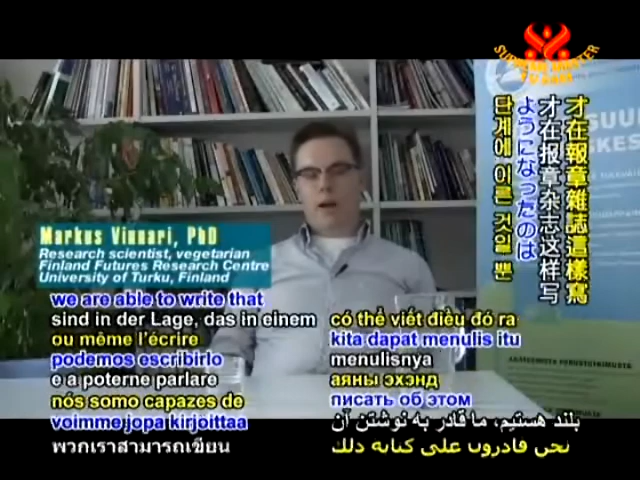 SUPREME MASTER
TV
才在報章雜誌這樣寫
才在报章杂志这样写
ようになったのは
단계에 이른 것일 뿐
Markus Vinnari, PhD
Research scientist, vegetarian
Finland Futures Research Centre
University of Turku, Finland
we are able to write that
sind in der Lage, das in einem
ou même l'écrire
podemos escribirlo
e a poterne parlare
nós somo capazes de
voimme jopa kirjoittaa
พวกเราสามารถเขียน
có thể viết điều đó ra
kita dapat menulis itu
menulisnya
аяны эхэнд
писать об этом
بلند هستیم، ما قادر به نوشتن آن
نحن قادرون على كتابة ذلك